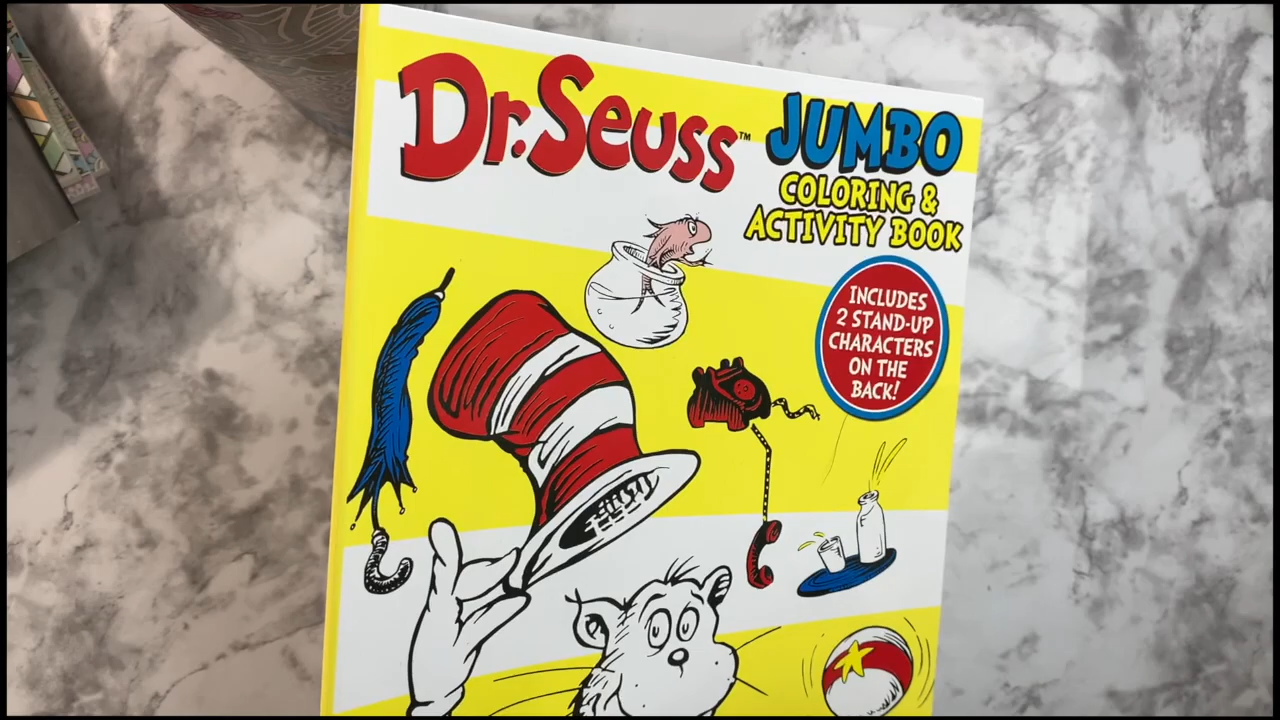 Dr. Seuss™
JUMBO
COLORING &
ACTIVITY BOOK
INCLUDES
2 STAND-UP
CHARACTERS
ON THE
BACK!